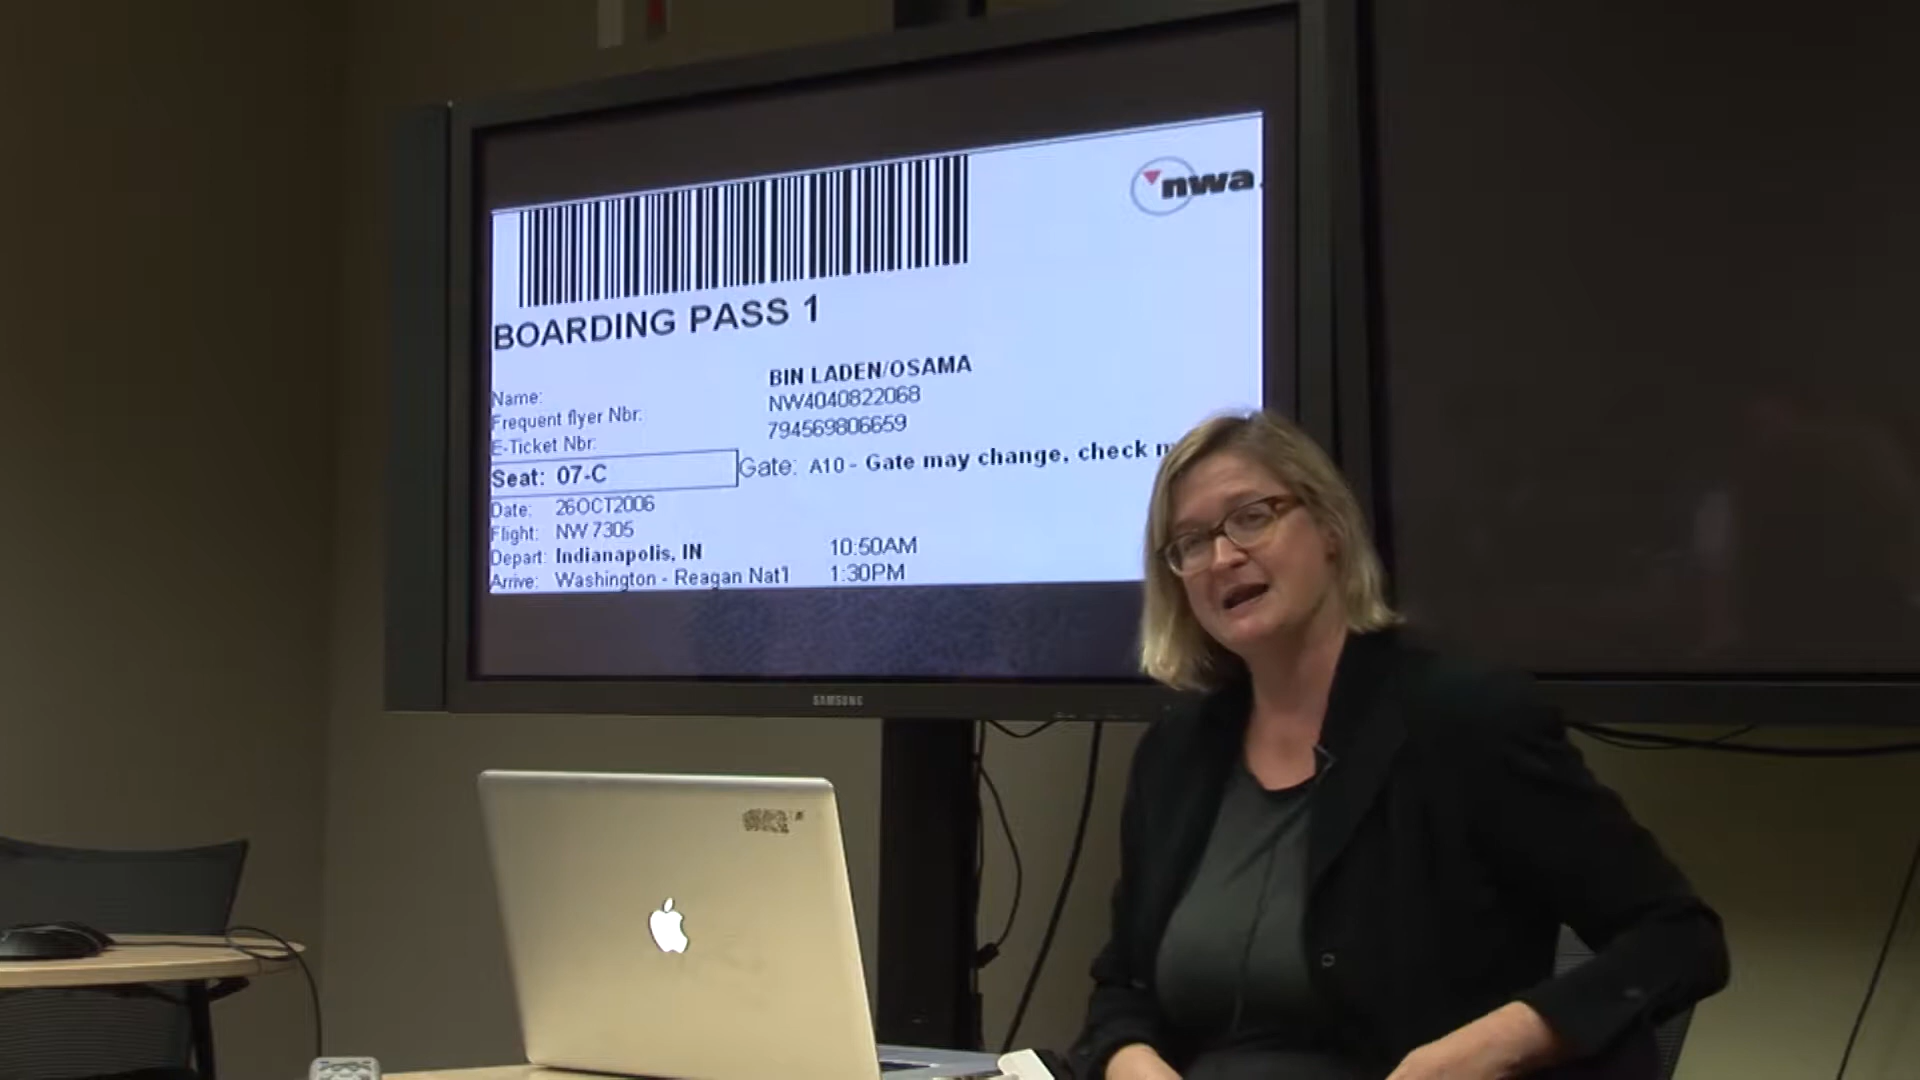 nwa
BOARDING PASS 1
Name: BIN LADEN/OSAMA
Frequent flyer Nbr: NW4040822068
E-Ticket Nbr: 794569806659
Seat: 07-C Gate: A10 - Gate may change, check
Date: 26OCT2006
Flight: NW 7305
Depart: Indianapolis, IN 10:50AM
Arrive: Washington - Reagan Nat'l 1:30PM
SAMSUNG